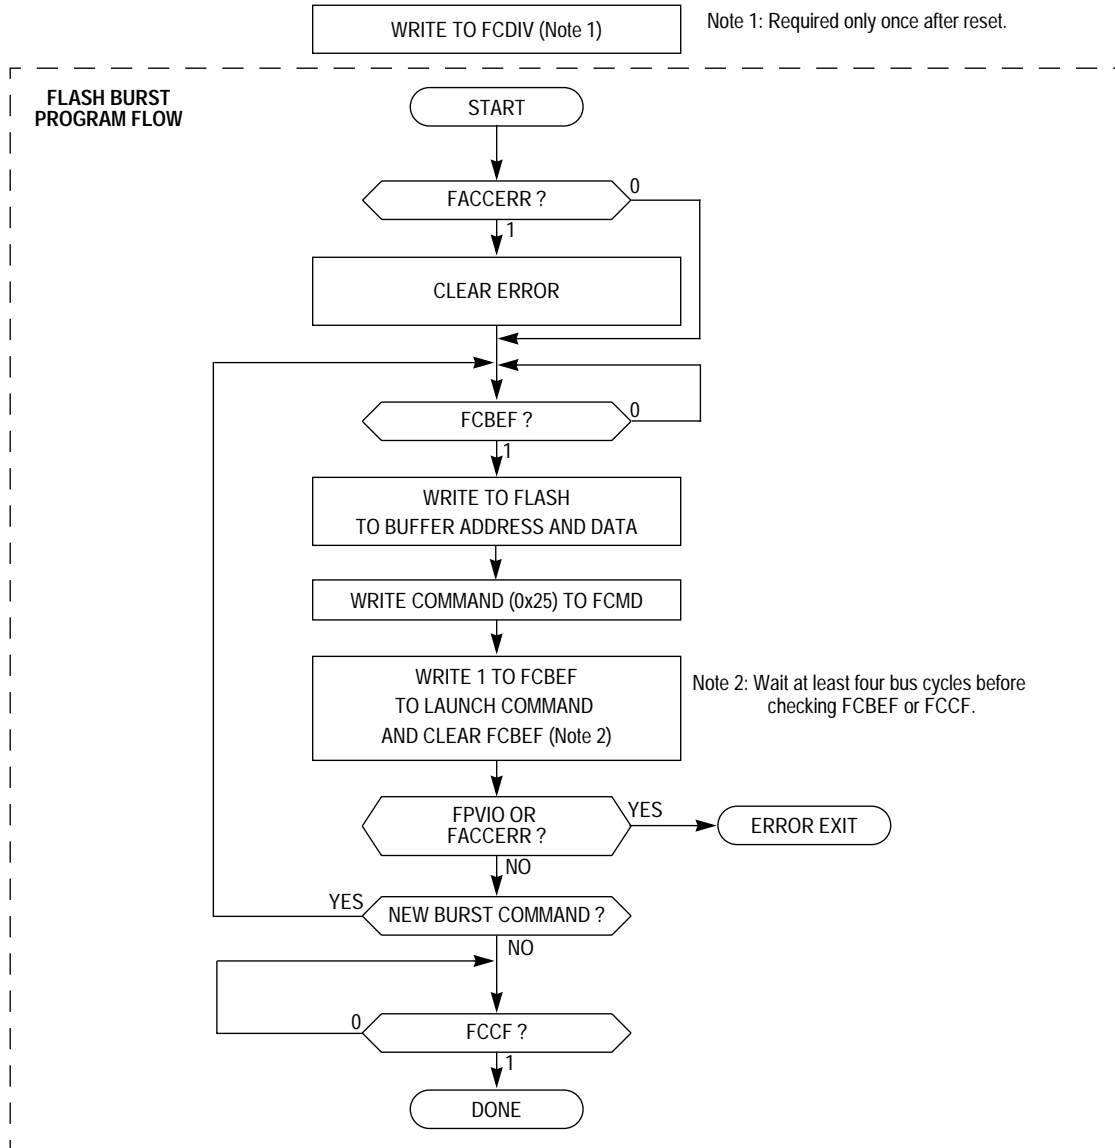 WRITE TO FCDIV (Note 1)
Note 1: Required only once after reset.
FLASH BURST
PROGRAM FLOW
START
FACCERR ?
0
1
CLEAR ERROR
FCBEF ?
0
1
WRITE TO FLASH
TO BUFFER ADDRESS AND DATA
WRITE COMMAND (0x25) TO FCMD
WRITE 1 TO FCBEF
TO LAUNCH COMMAND
AND CLEAR FCBEF (Note 2)
Note 2: Wait at least four bus cycles before
checking FCBEF or FCCF.
FPVIO OR
FACCERR ?
YES
ERROR EXIT
NO
YES
NEW BURST COMMAND ?
NO
0
FCCF ?
1
DONE